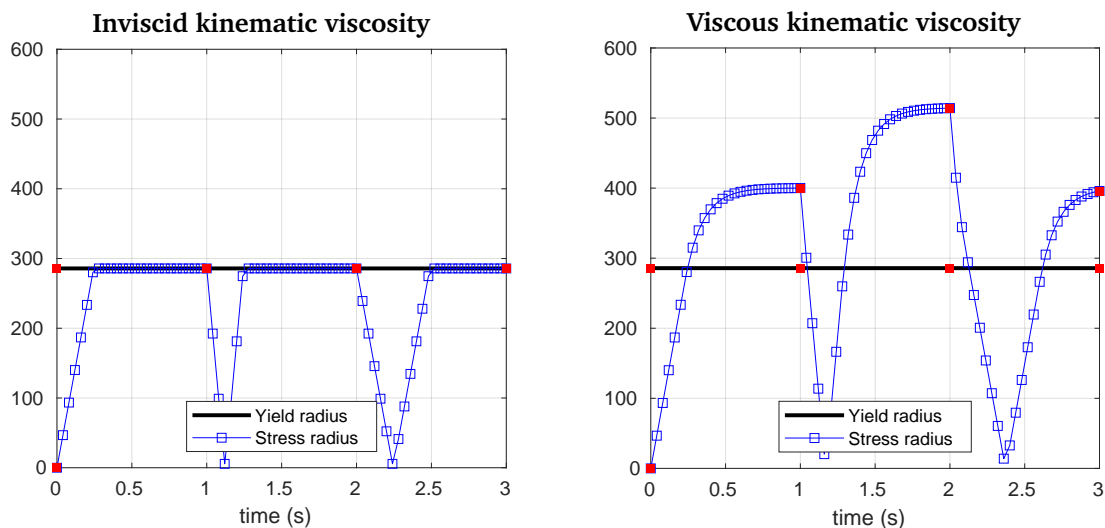 Inviscid kinematic viscosity
600
500
400
300
200
100
0
Yield radius
Stress radius
0 0.5 1 1.5 2 2.5 3
time (s)
Viscous kinematic viscosity
600
500
400
300
200
100
0
Yield radius
Stress radius
0 0.5 1 1.5 2 2.5 3
time (s)